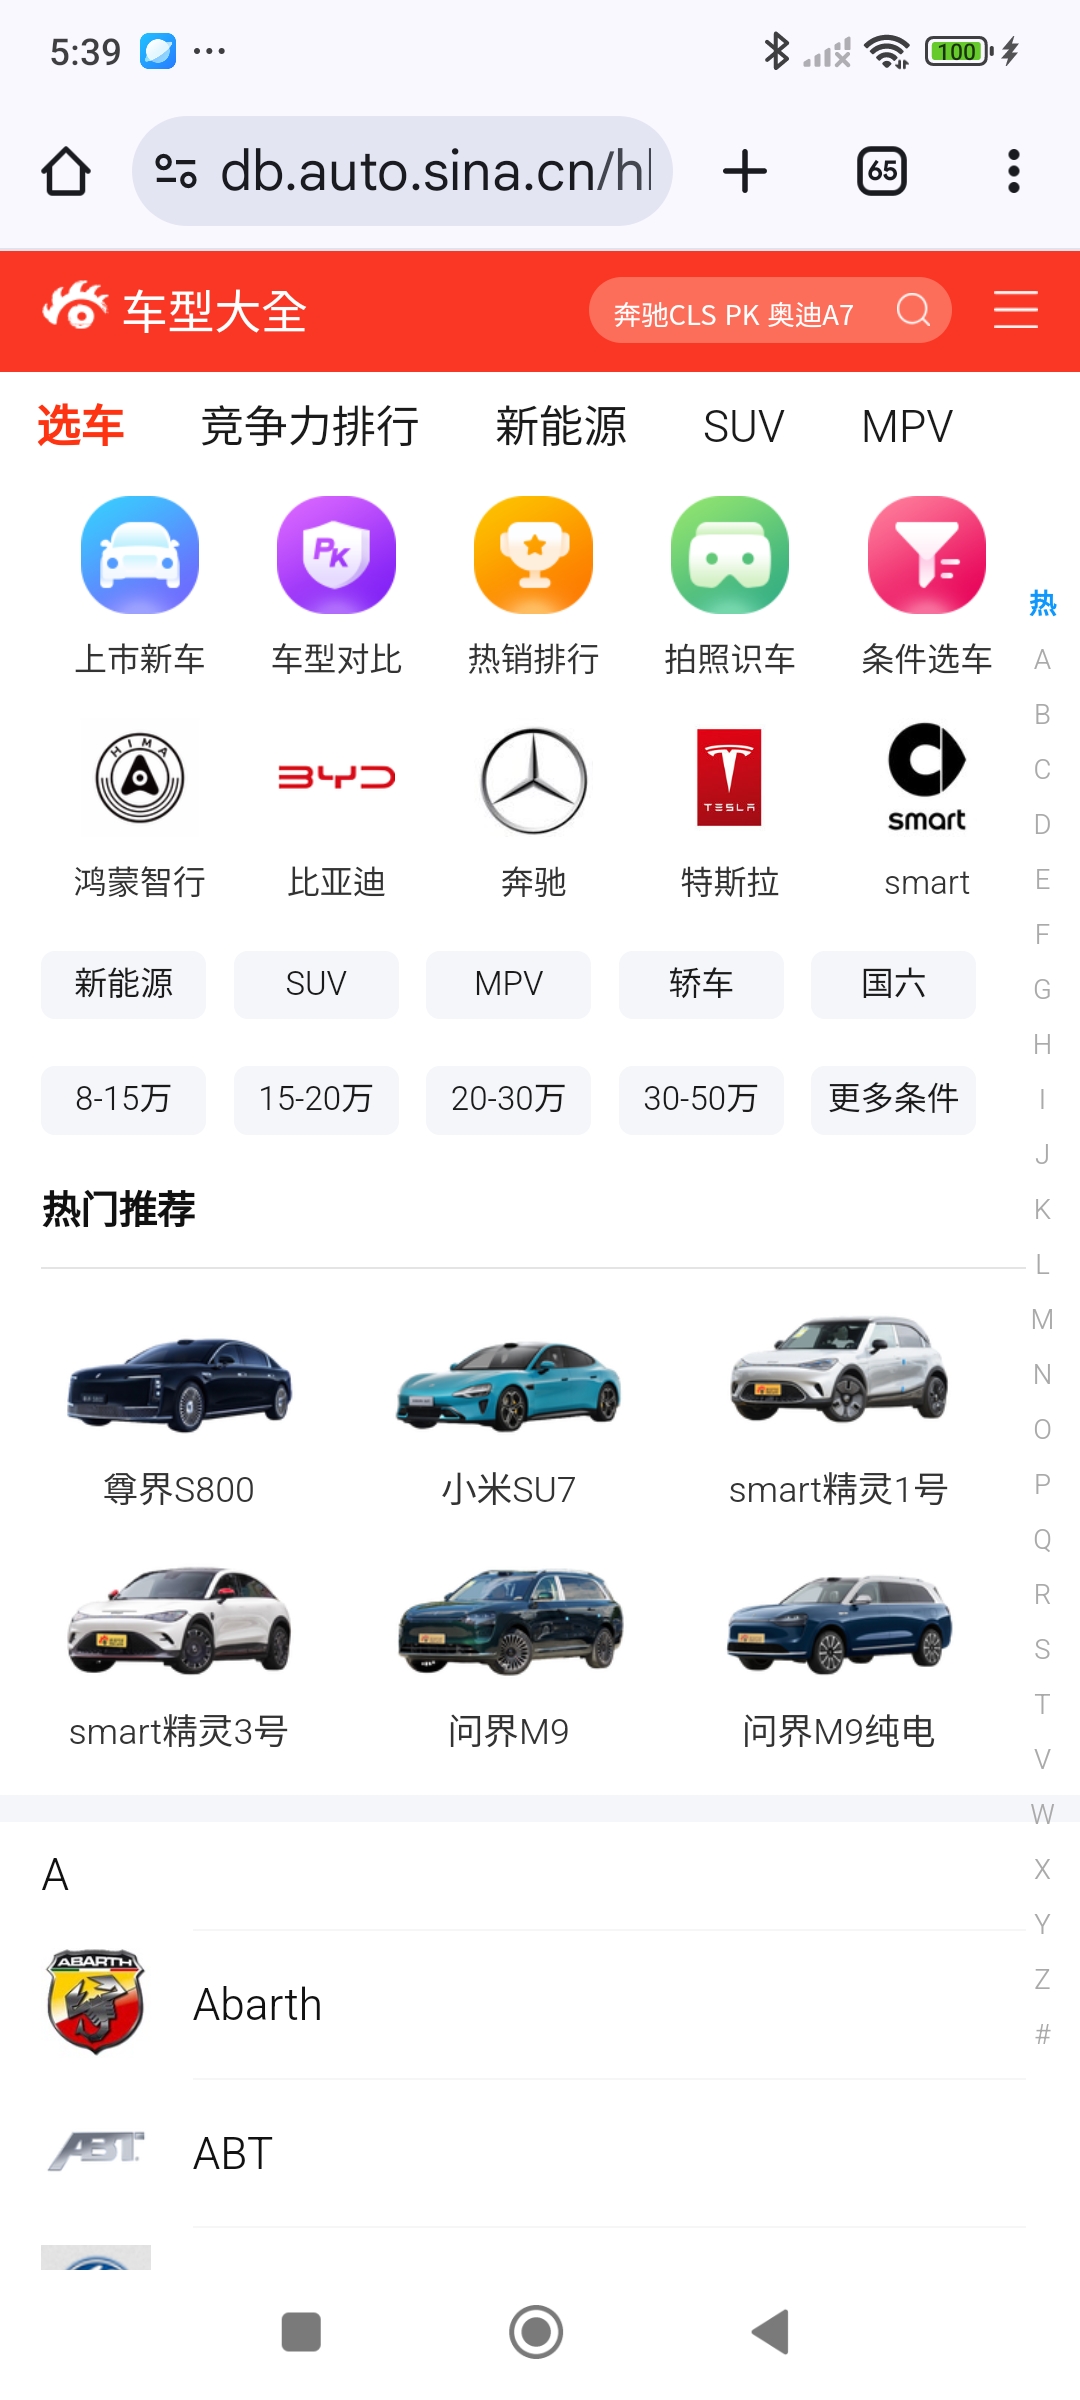 5:39
100
db.auto.sina.cn/hl
65
车型大全
奔驰CLS PK 奥迪A7
选车 竞争力排行 新能源 SUV MPV
PK
上市新车 车型对比 热销排行 拍照识车 条件选车
HIMA BYD TESLA smart
鸿蒙智行 比亚迪 奔驰 特斯拉 smart
新能源 SUV MPV 轿车 国六
8-15万 15-20万 20-30万 30-50万 更多条件
热门推荐
尊界S800 小米SU7 smart精灵1号
smart精灵3号 问界M9 问界M9纯电
A
ABARTH
Abarth
ABT
ABT
热
A
B
C
D
E
F
G
H
I
J
K
L
M
N
O
P
Q
R
S
T
V
W
X
Y
Z
#